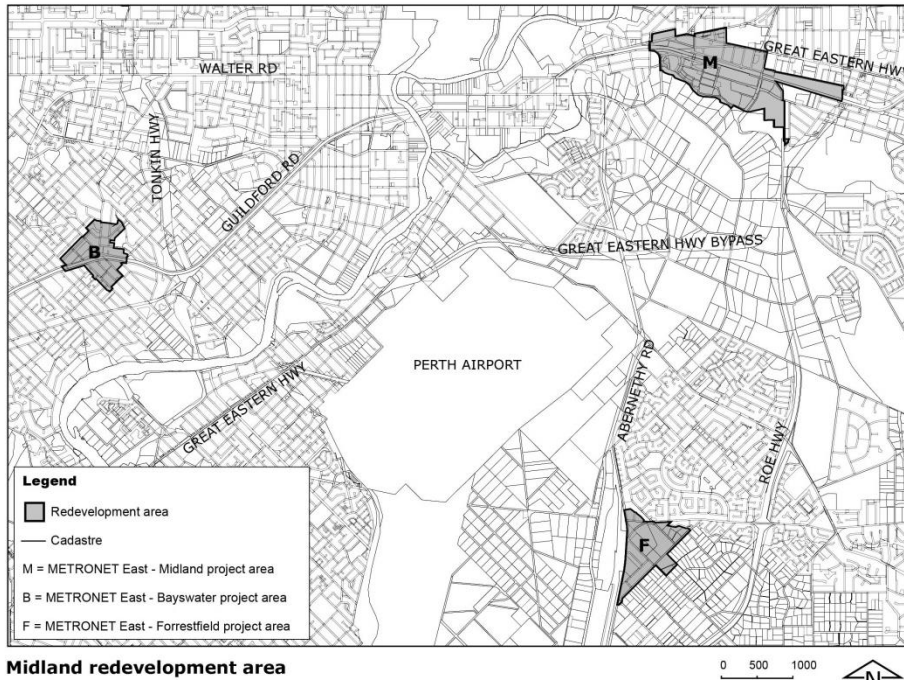 WALTER RD
M
GREAT EASTERN HWY
TONKIN HWY
GUILDFORD RD
B
GREAT EASTERN HWY BYPASS
PERTH AIRPORT
ABERNETHY RD
GREAT EASTERN HWY
ROE HWY
F
Legend
Redevelopment area
Cadastre
M = METRONET East - Midland project area
B = METRONET East - Bayswater project area
F = METRONET East - Forrestfield project area
Midland redevelopment area
0 500 1000
N